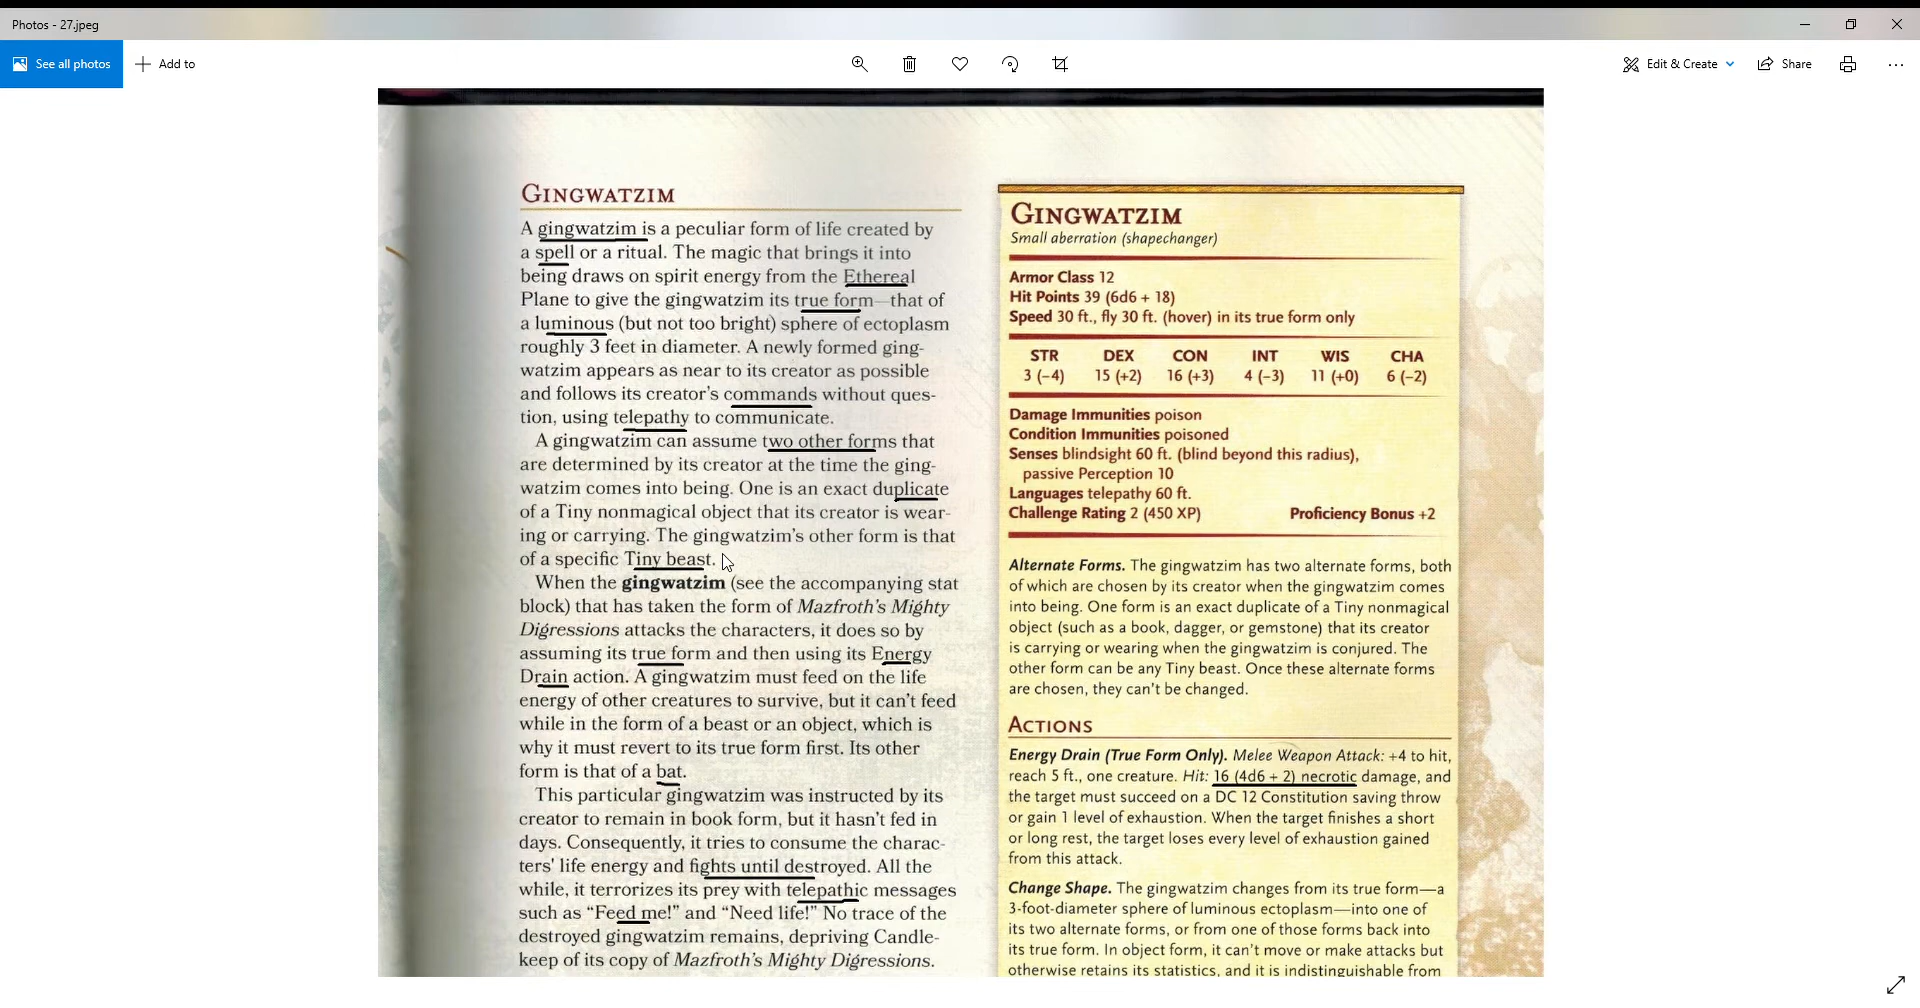 Photos - 27.jpeg
See all photos
Add to
Edit & Create
Share
GINGWATZIM
A gingwatzim is a peculiar form of life created by
a spell or a ritual. The magic that brings it into
being draws on spirit energy from the Ethereal
Plane to give the gingwatzim its true form—that of
a luminous (but not too bright) sphere of ectoplasm
roughly 3 feet in diameter. A newly formed ging-
watzim appears as near to its creator as possible
and follows its creator's commands without ques-
tion, using telepathy to communicate.
A gingwatzim can assume two other forms that
are determined by its creator at the time the ging-
watzim comes into being. One is an exact duplicate
of a Tiny nonmagical object that its creator is wear-
ing or carrying. The gingwatzim's other form is that
of a specific Tiny beast.
When the gingwatzim (see the accompanying stat
block) that has taken the form of Mazfroth's Mighty
Digressions attacks the characters, it does so by
assuming its true form and then using its Energy
Drain action. A gingwatzim must feed on the life
energy of other creatures to survive, but it can't feed
while in the form of a beast or an object, which is
why it must revert to its true form first. Its other
form is that of a bat.
This particular gingwatzim was instructed by its
creator to remain in book form, but it hasn't fed in
days. Consequently, it tries to consume the charac-
ters' life energy and fights until destroyed. All the
while, it terrorizes its prey with telepathic messages
such as "Feed me!" and "Need life!" No trace of the
destroyed gingwatzim remains, depriving Candle-
keep of its copy of Mazfroth's Mighty Digressions.
GINGWATZIM
Small aberration (shapechanger)
Armor Class 12
Hit Points 39 (6d6 + 18)
Speed 30 ft., fly 30 ft. (hover) in its true form only
STR DEX CON INT WIS CHA
3 (−4) 15 (+2) 16 (+3) 4 (−3) 11 (+0) 6 (−2)
Damage Immunities poison
Condition Immunities poisoned
Senses blindsight 60 ft. (blind beyond this radius),
passive Perception 10
Languages telepathy 60 ft.
Challenge Rating 2 (450 XP) Proficiency Bonus +2
Alternate Forms. The gingwatzim has two alternate forms, both
of which are chosen by its creator when the gingwatzim comes
into being. One form is an exact duplicate of a Tiny nonmagical
object (such as a book, dagger, or gemstone) that its creator
is carrying or wearing when the gingwatzim is conjured. The
other form can be any Tiny beast. Once these alternate forms
are chosen, they can't be changed.
ACTIONS
Energy Drain (True Form Only). Melee Weapon Attack: +4 to hit,
reach 5 ft., one creature. Hit: 16 (4d6 + 2) necrotic damage, and
the target must succeed on a DC 12 Constitution saving throw
or gain 1 level of exhaustion. When the target finishes a short
or long rest, the target loses every level of exhaustion gained
from this attack.
Change Shape. The gingwatzim changes from its true form—a
3-foot-diameter sphere of luminous ectoplasm—into one of
its two alternate forms, or from one of those forms back into
its true form. In object form, it can't move or make attacks but
otherwise retains its statistics, and it is indistinguishable from